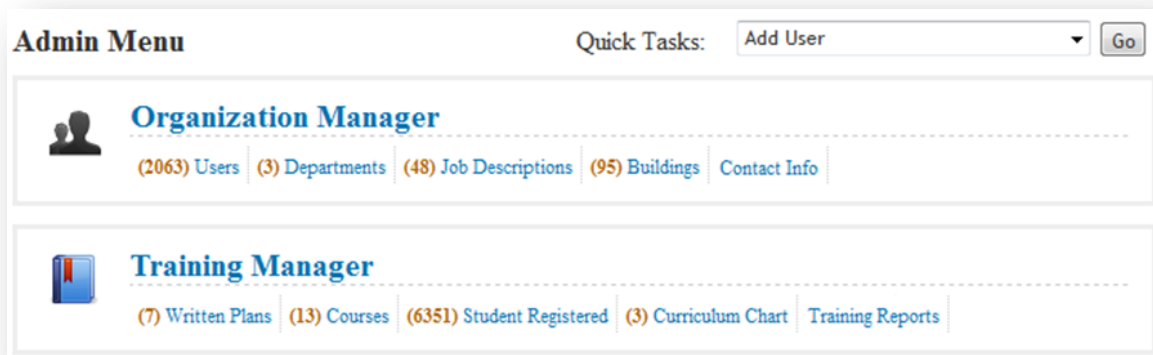 Admin Menu Quick Tasks: Add User Go
Organization Manager
(2063) Users (3) Departments (48) Job Descriptions (95) Buildings Contact Info
Training Manager
(7) Written Plans (13) Courses (6351) Student Registered (3) Curriculum Chart Training Reports